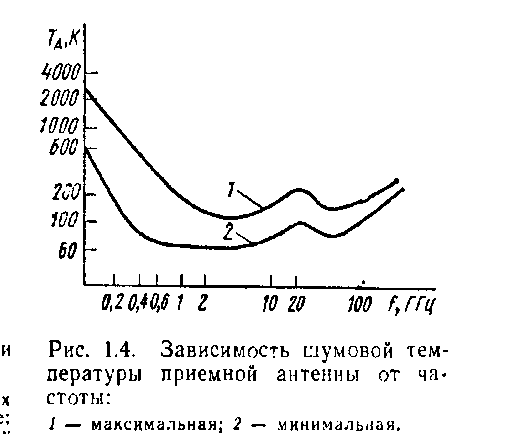 T_A, K
4000
2000
1000
600
200
100
60
1
2
0,2 0,4 0,6 1 2 10 20 100 f, ГГц
и
Рис. 1.4. Зависимость шумовой тем-
пературы приемной антенны от ча-
х стоты:
1 — максимальная; 2 — минимальная.